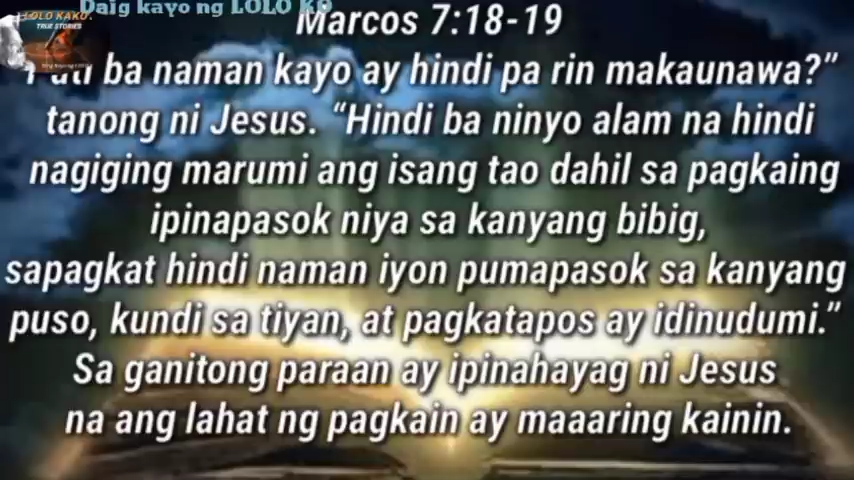 Daig kayo ng LOLO KO
LOLO KAKO.
TRUE STORIES
Marcos 7:18-19
ba naman kayo ay hindi pa rin makaunawa?”
tanong ni Jesus. “Hindi ba ninyo alam na hindi
nagiging marumi ang isang tao dahil sa pagkaing
ipinapasok niya sa kanyang bibig,
sapagkat hindi naman iyon pumapasok sa kanyang
puso, kundi sa tiyan, at pagkatapos ay idinudumi.”
Sa ganitong paraan ay ipinahayag ni Jesus
na ang lahat ng pagkain ay maaaring kainin.